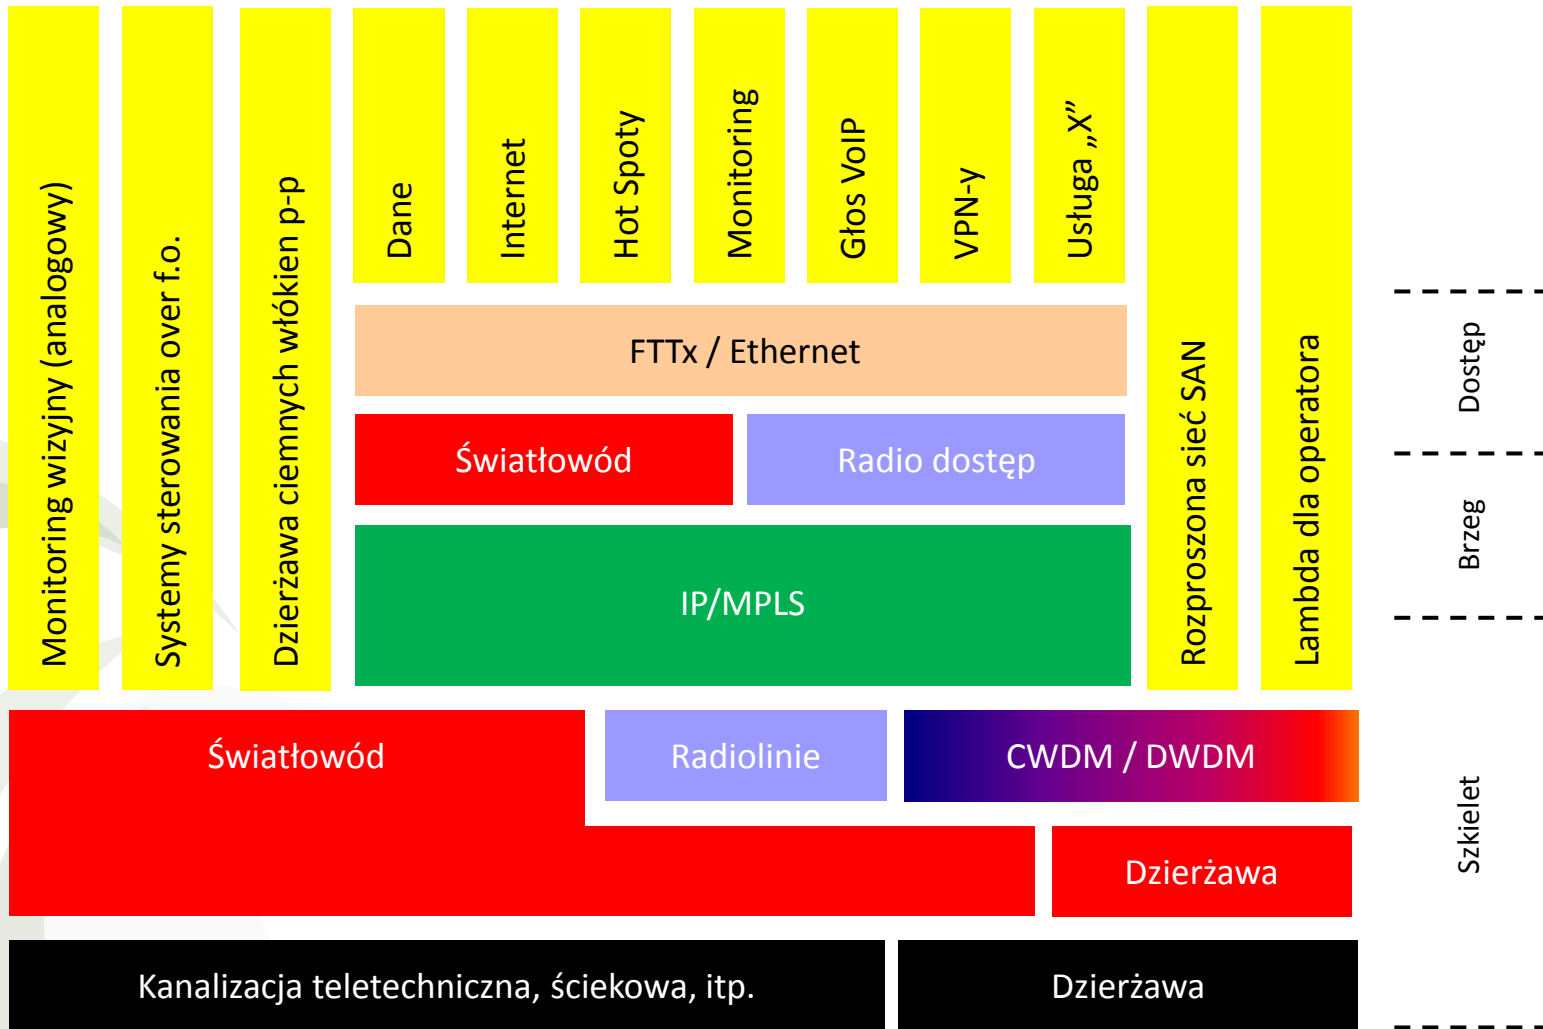 Monitoring wizyjny (analogowy)
Systemy sterowania over f.o.
Dzierżawa ciemnych włókien p-p
Dane
Internet
Hot Spoty
Monitoring
Głos VoIP
VPN-y
Usługa „X”
Rozproszona sieć SAN
Lambda dla operatora
FTTx / Ethernet
Światłowód
Radio dostęp
IP/MPLS
Światłowód
Radiolinie
CWDM / DWDM
Dzierżawa
Kanalizacja teletechniczna, ściekowa, itp.
Dzierżawa
Dostęp
Brzeg
Szkielet